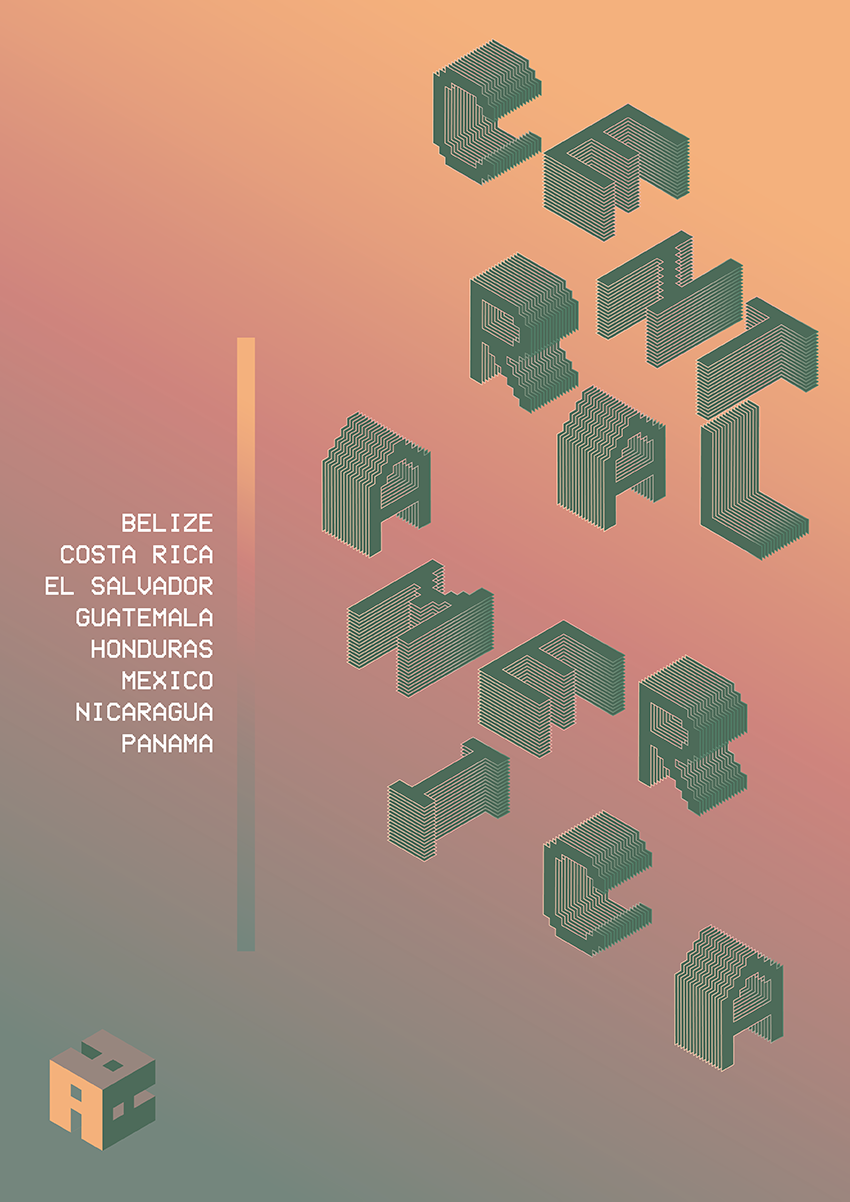 CENTRAL
AMERICA
BELIZE
COSTA RICA
EL SALVADOR
GUATEMALA
HONDURAS
MEXICO
NICARAGUA
PANAMA
A
A
A